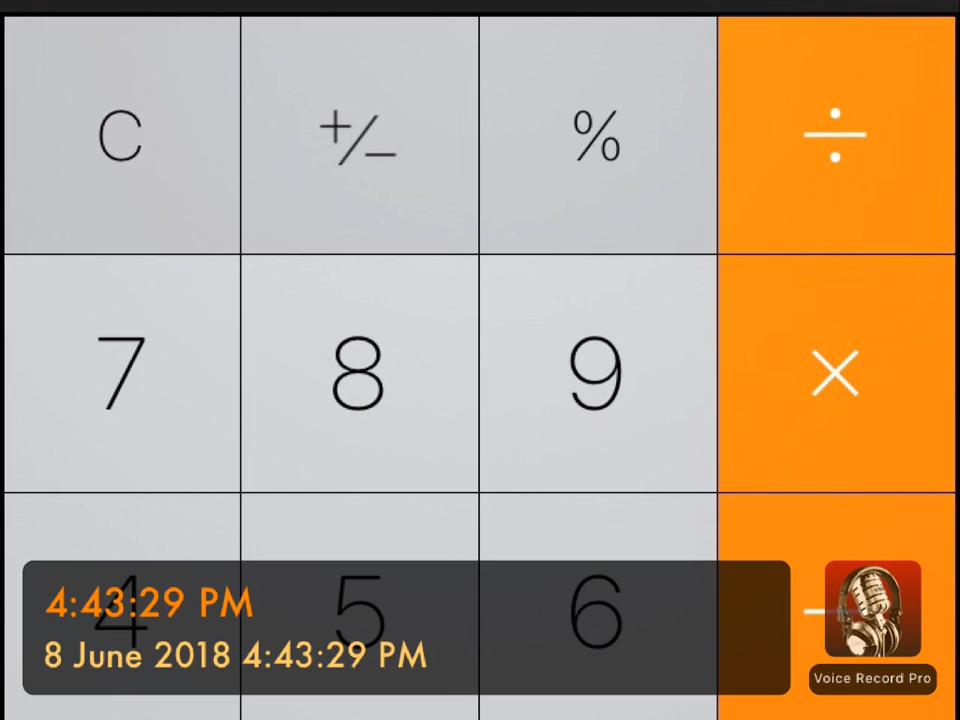 C +/− % ÷
7 8 9 ×
4 5 6 −
4:43:29 PM
8 June 2018 4:43:29 PM
Voice Record Pro